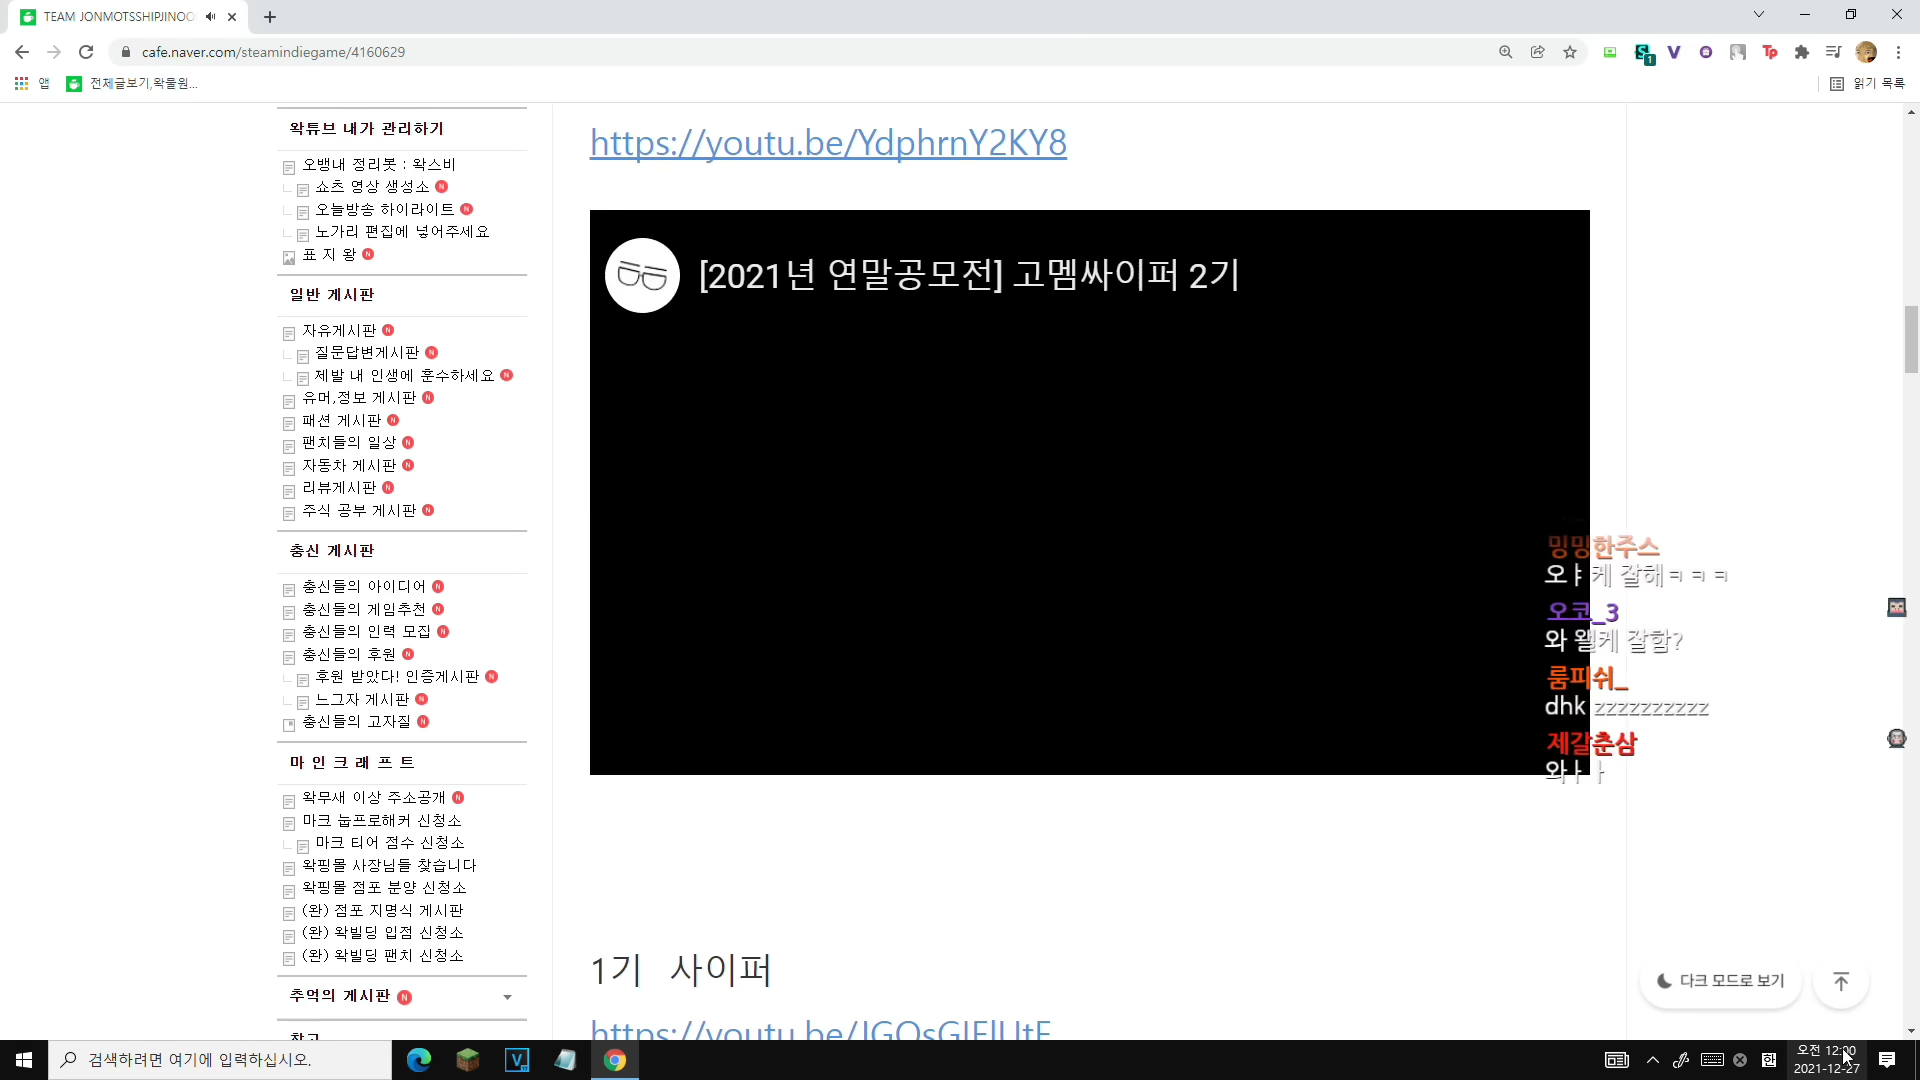 TEAM JONMOTSSHIPJINOO
cafe.naver.com/steamindiegame/4160629
앱
전체글보기,왁물원...
읽기 목록
왁튜브 내가 관리하기
오뱅내 정리봇 : 왁스비
쇼츠 영상 생성소
오늘방송 하이라이트
노가리 편집에 넣어주세요
표 지 왕
일반 게시판
자유게시판
질문답변게시판
제발 내 인생에 훈수하세요
유머,정보 게시판
패션 게시판
팬치들의 일상
자동차 게시판
리뷰게시판
주식 공부 게시판
충신 게시판
충신들의 아이디어
충신들의 게임추천
충신들의 인력 모집
충신들의 후원
후원 받았다! 인증게시판
느그자 게시판
충신들의 고자질
마 인 크 래 프 트
왁무새 이상 주소공개
마크 눕프로해커 신청소
마크 티어 점수 신청소
왁핑몰 사장님들 찾습니다
왁핑몰 점포 분양 신청소
(완) 점포 지명식 게시판
(완) 왁빌딩 입점 신청소
(완) 왁빌딩 팬치 신청소
추억의 게시판
https://youtu.be/YdphrnY2KY8
[2021년 연말공모전] 고멤싸이퍼 2기
밍밍한주스
오ㅑ케 잘해ㅋㅋㅋ
오코_3
와 왤케 잘함?
룸피쉬_
dhk zzzzzzzzzz
제갈춘삼
와ㅏㅏ
1기 사이퍼
다크 모드로 보기
검색하려면 여기에 입력하십시오.
한
오전 12:00
2021-12-27